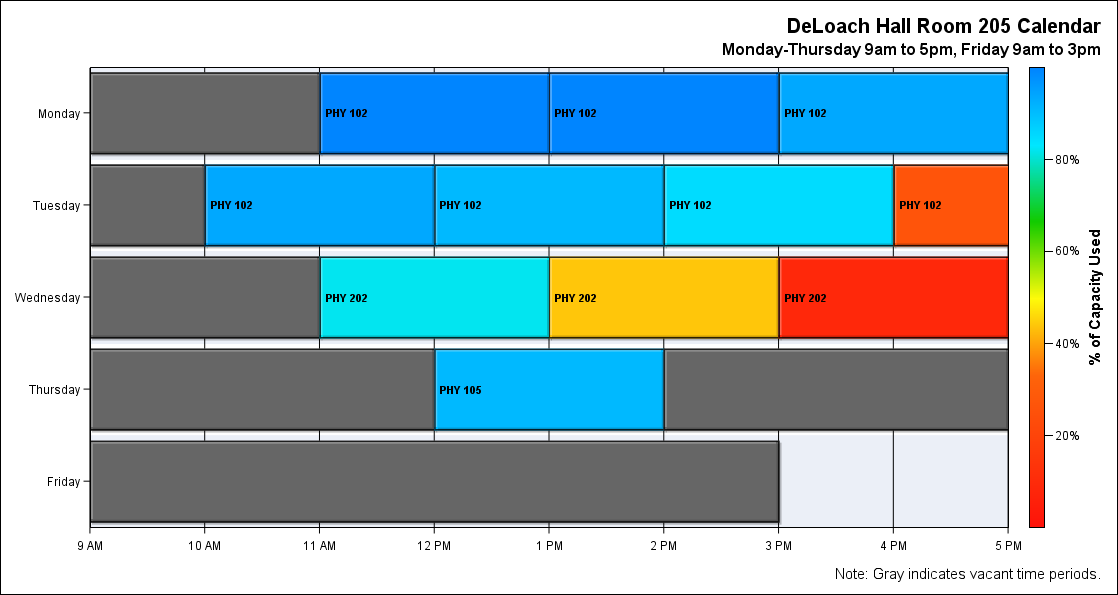 DeLoach Hall Room 205 Calendar
Monday-Thursday 9am to 5pm, Friday 9am to 3pm
Monday
PHY 102
PHY 102
PHY 102
Tuesday
PHY 102
PHY 102
PHY 102
PHY 102
Wednesday
PHY 202
PHY 202
PHY 202
Thursday
PHY 105
Friday
9 AM
10 AM
11 AM
12 PM
1 PM
2 PM
3 PM
4 PM
5 PM
80%
60%
40%
20%
% of Capacity Used
Note: Gray indicates vacant time periods.